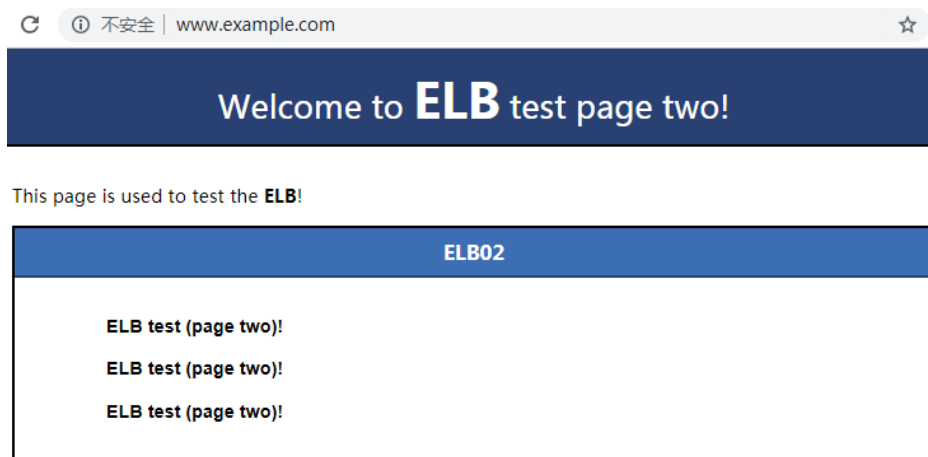 不安全 | www.example.com
Welcome to ELB test page two!
This page is used to test the ELB!
ELB02
ELB test (page two)!
ELB test (page two)!
ELB test (page two)!